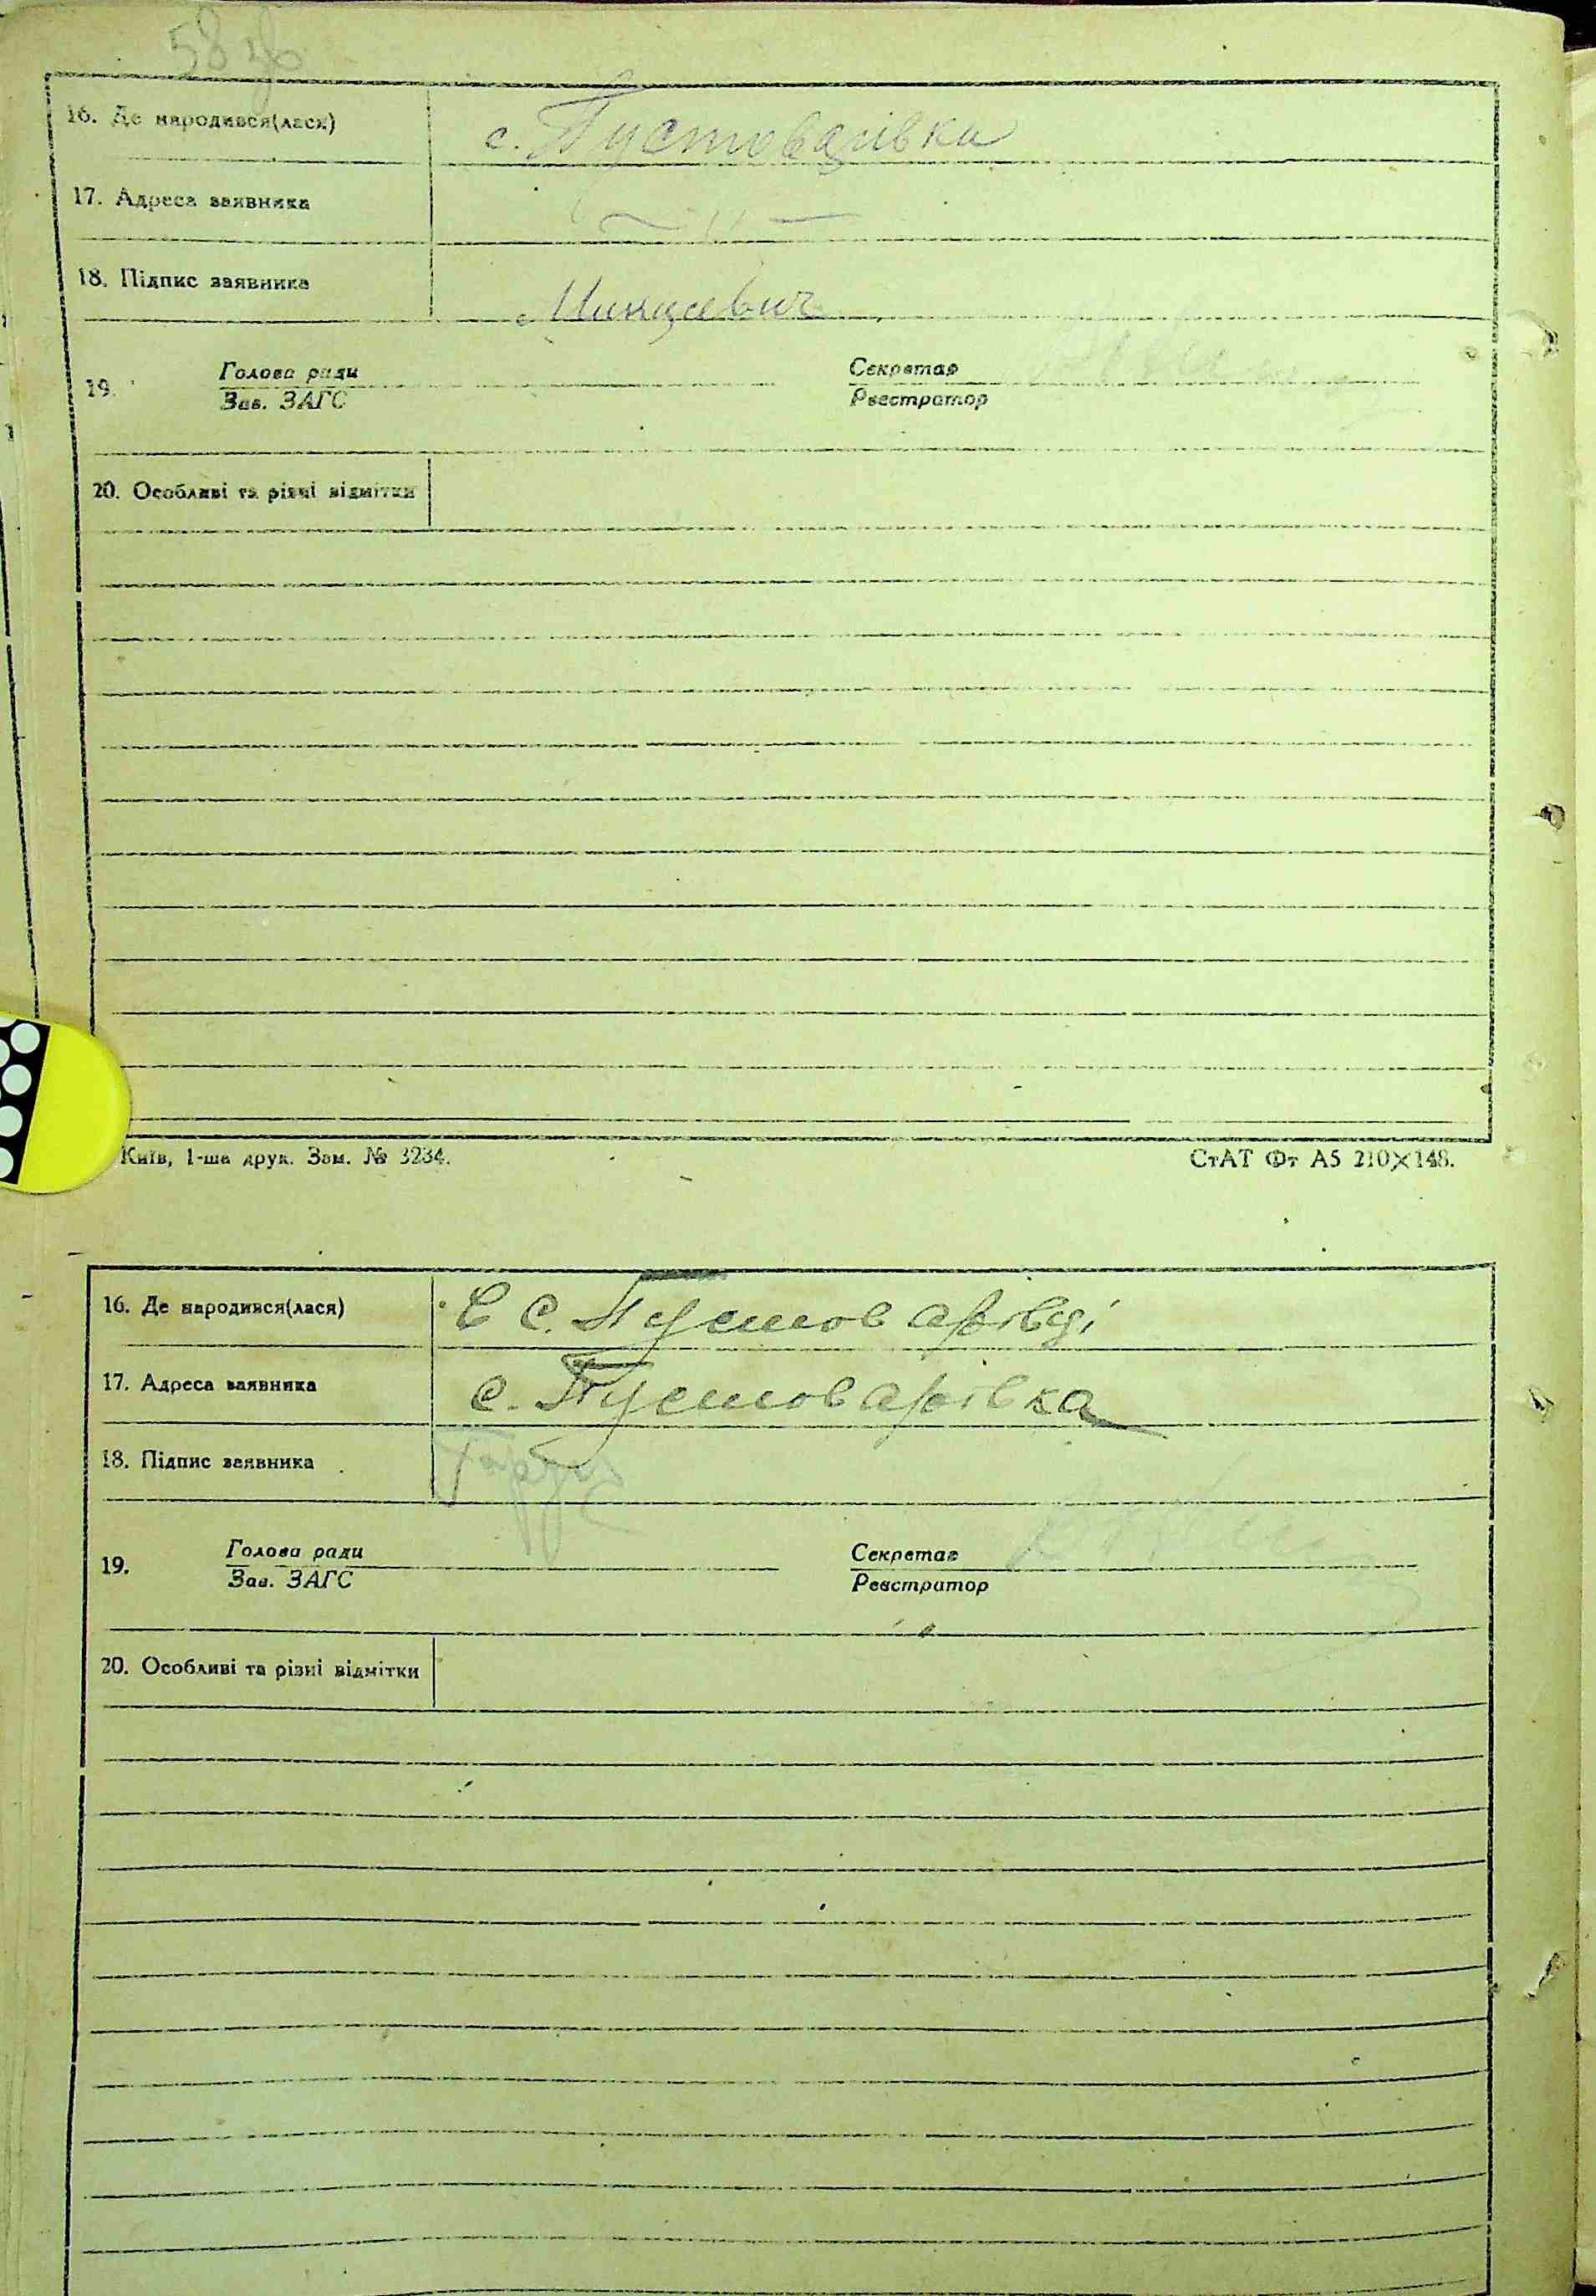 58 зв
16. Де народився(лася) с. Пустоварівка
17. Адреса заявника — " —
18. Підпис заявника Минцевич
19. Голова ради Секретар
Зав. ЗАГС Реєстратор
20. Особливі та різні відмітки
Київ, 1-ша друк. Зам. № 3234. СтАТ Фт А5 210×148.
16. Де народився(лася) В с. Пустоварівці
17. Адреса заявника с. Пустоварівка
18. Підпис заявника
19. Голова ради Секретар
Зав. ЗАГС Реєстратор
20. Особливі та різні відмітки